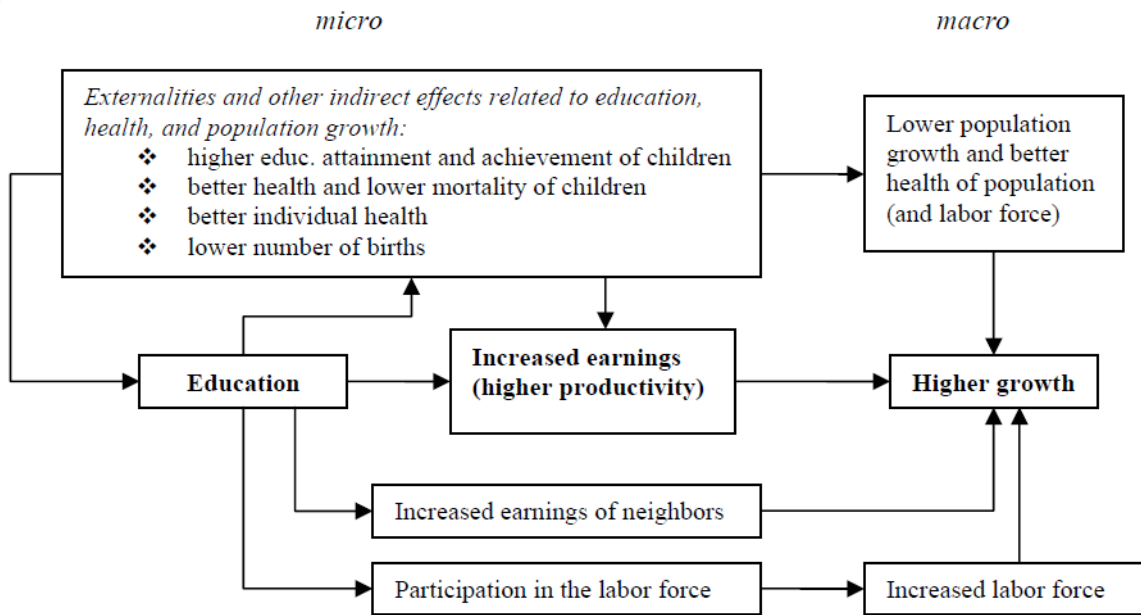 micro
macro
Externalities and other indirect effects related to education,
health, and population growth:
❖ higher educ. attainment and achievement of children
❖ better health and lower mortality of children
❖ better individual health
❖ lower number of births
Lower population
growth and better
health of population
(and labor force)
Education
Increased earnings
(higher productivity)
Higher growth
Increased earnings of neighbors
Participation in the labor force
Increased labor force